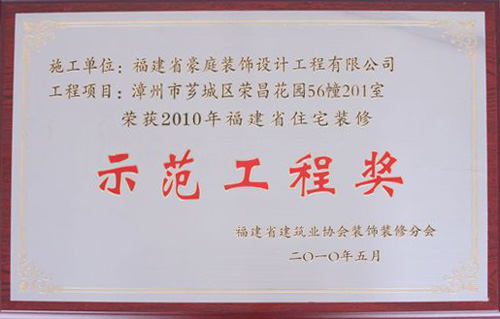 施工单位：福建省豪庭装饰设计工程有限公司
工程项目：漳州市芗城区荣昌花园56幢201室
荣获2010年福建省住宅装修
示范工程奖
福建省建筑业协会装饰装修分会
二〇一〇年五月